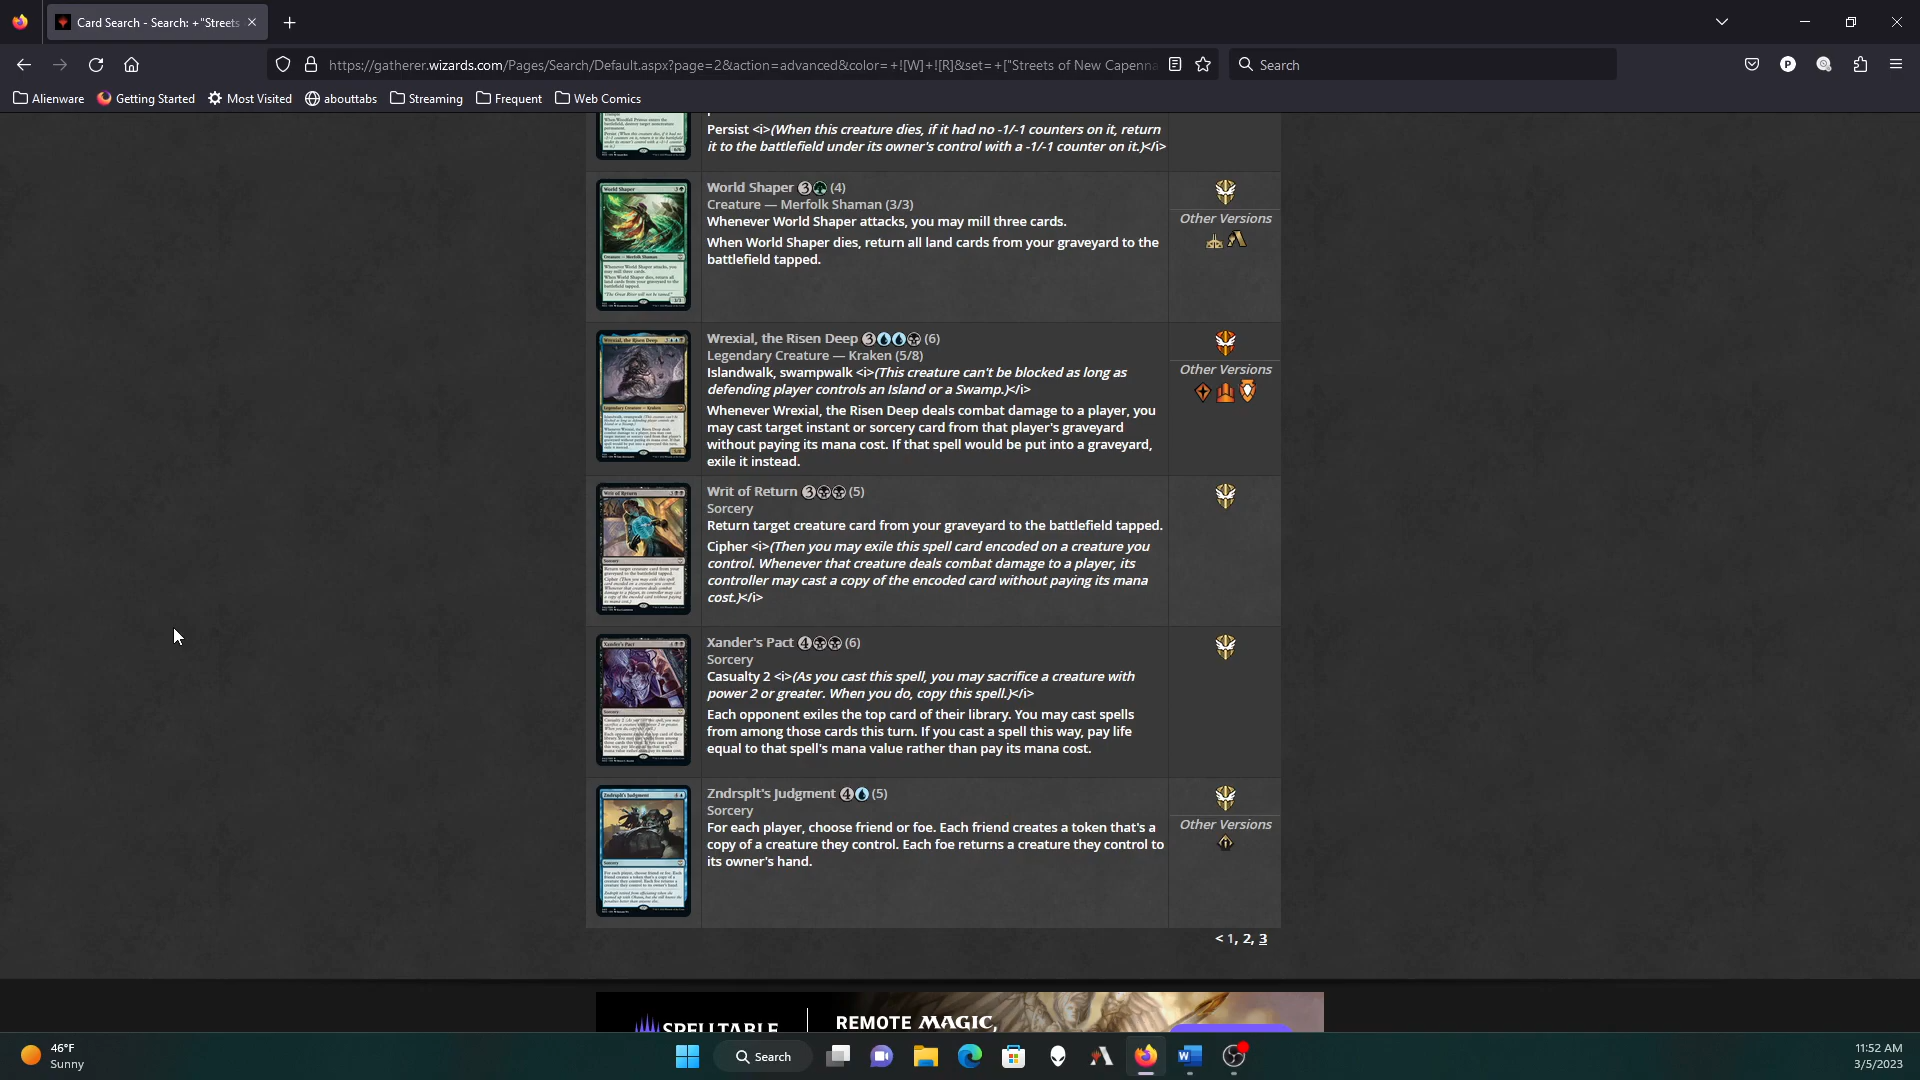 Card Search - Search: +"Streets
https://gatherer.wizards.com/Pages/Search/Default.aspx?page=2&action=advanced&color=+![W]+![R]&set=+["Streets of New Capenna
Search
Alienware
Getting Started
Most Visited
abouttabs
Streaming
Frequent
Web Comics
Persist <i>(When this creature dies, if it had no -1/-1 counters on it, return
it to the battlefield under its owner's control with a -1/-1 counter on it.)</i>
World Shaper 3 (4)
Creature — Merfolk Shaman (3/3)
Whenever World Shaper attacks, you may mill three cards.
When World Shaper dies, return all land cards from your graveyard to the
battlefield tapped.
Other Versions
Wrexial, the Risen Deep 3 (6)
Legendary Creature — Kraken (5/8)
Islandwalk, swampwalk <i>(This creature can't be blocked as long as
defending player controls an Island or a Swamp.)</i>
Whenever Wrexial, the Risen Deep deals combat damage to a player, you
may cast target instant or sorcery card from that player's graveyard
without paying its mana cost. If that spell would be put into a graveyard,
exile it instead.
Other Versions
Writ of Return 3 (5)
Sorcery
Return target creature card from your graveyard to the battlefield tapped.
Cipher <i>(Then you may exile this spell card encoded on a creature you
control. Whenever that creature deals combat damage to a player, its
controller may cast a copy of the encoded card without paying its mana
cost.)</i>
Xander's Pact 4 (6)
Sorcery
Casualty 2 <i>(As you cast this spell, you may sacrifice a creature with
power 2 or greater. When you do, copy this spell.)</i>
Each opponent exiles the top card of their library. You may cast spells
from among those cards this turn. If you cast a spell this way, pay life
equal to that spell's mana value rather than pay its mana cost.
Zndrsplt's Judgment 4 (5)
Sorcery
For each player, choose friend or foe. Each friend creates a token that's a
copy of a creature they control. Each foe returns a creature they control to
its owner's hand.
Other Versions
< 1, 2, 3
SPELLTABLE
REMOTE MAGIC,
46°F
Sunny
Search
11:52 AM
3/5/2023